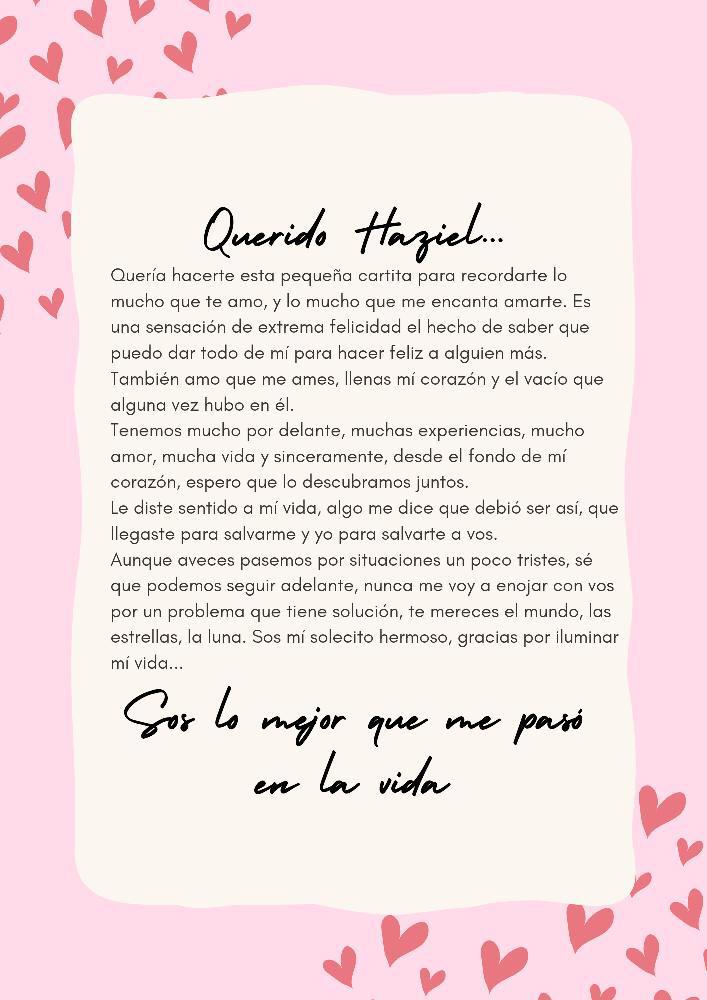 Querido Haziel...
Quería hacerte esta pequeña cartita para recordarte lo
mucho que te amo, y lo mucho que me encanta amarte. Es
una sensación de extrema felicidad el hecho de saber que
puedo dar todo de mí para hacer feliz a alguien más.
También amo que me ames, llenas mí corazón y el vacío que
alguna vez hubo en él.
Tenemos mucho por delante, muchas experiencias, mucho
amor, mucha vida y sinceramente, desde el fondo de mí
corazón, espero que lo descubramos juntos.
Le diste sentido a mí vida, algo me dice que debió ser así, que
llegaste para salvarme y yo para salvarte a vos.
Aunque aveces pasemos por situaciones un poco tristes, sé
que podemos seguir adelante, nunca me voy a enojar con vos
por un problema que tiene solución, te mereces el mundo, las
estrellas, la luna. Sos mí solecito hermoso, gracias por iluminar
mí vida...
Sos lo mejor que me pasó
en la vida